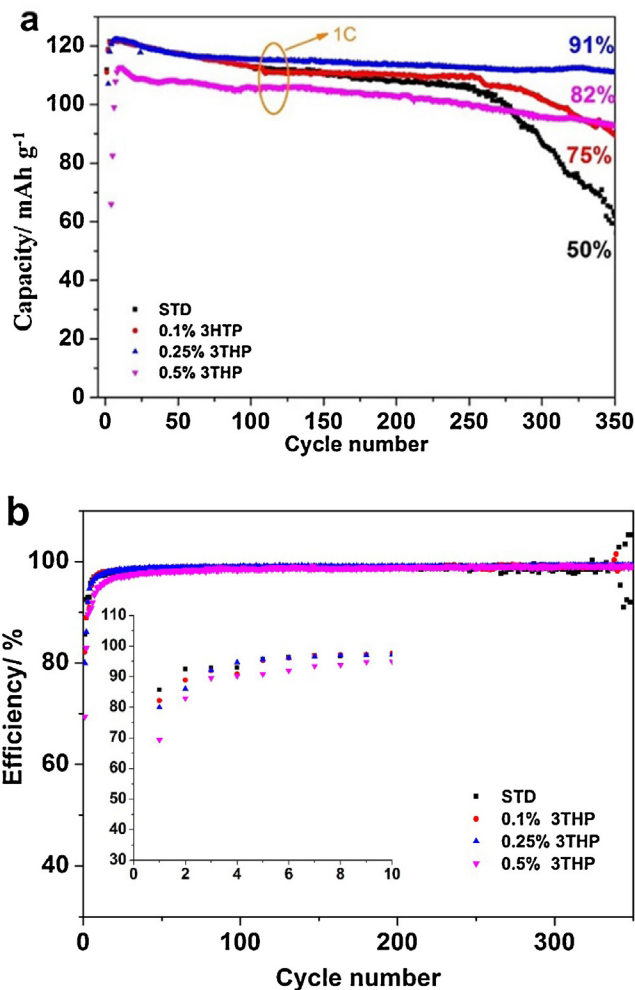 a
1C
120
100
80
60
40
20
0
Capacity/ mAh g⁻¹
91%
82%
75%
50%
STD
0.1% 3HTP
0.25% 3THP
0.5% 3THP
0 50 100 150 200 250 300 350
Cycle number
b
100
80
60
40
Efficiency/ %
110
100
90
80
70
60
50
40
30
0 2 4 6 8 10
STD
0.1% 3THP
0.25% 3THP
0.5% 3THP
0 100 200 300
Cycle number